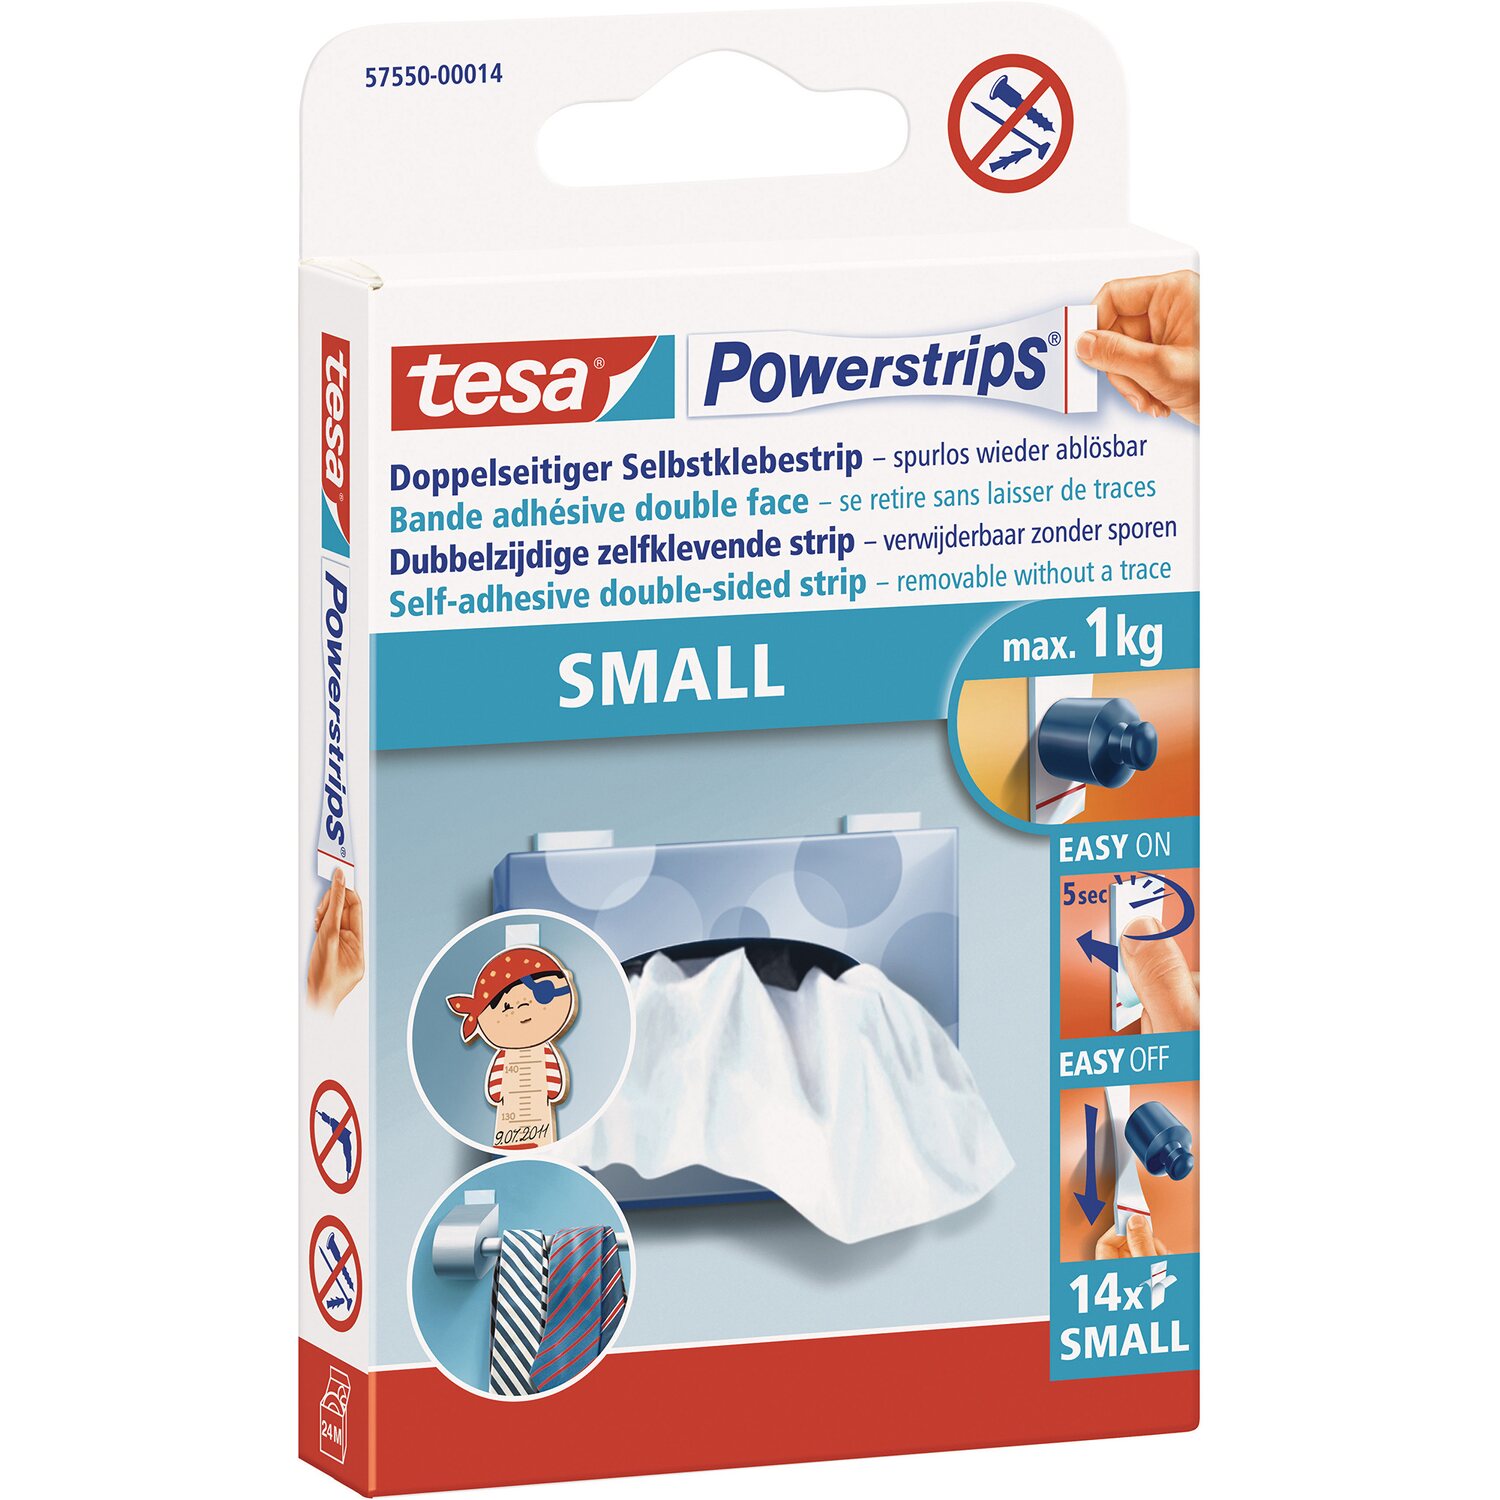 57550-00014
tesa®
Powerstrips®
Doppelseitiger Selbstklebestrip – spurlos wieder ablösbar
Bande adhésive double face – se retire sans laisser de traces
Dubbelzijdige zelfklevende strip – verwijderbaar zonder sporen
Self-adhesive double-sided strip – removable without a trace
SMALL
max. 1kg
EASY ON
5sec
EASY OFF
14x
SMALL
140
130
9.07.2011
tesa®
Powerstrips®
24M